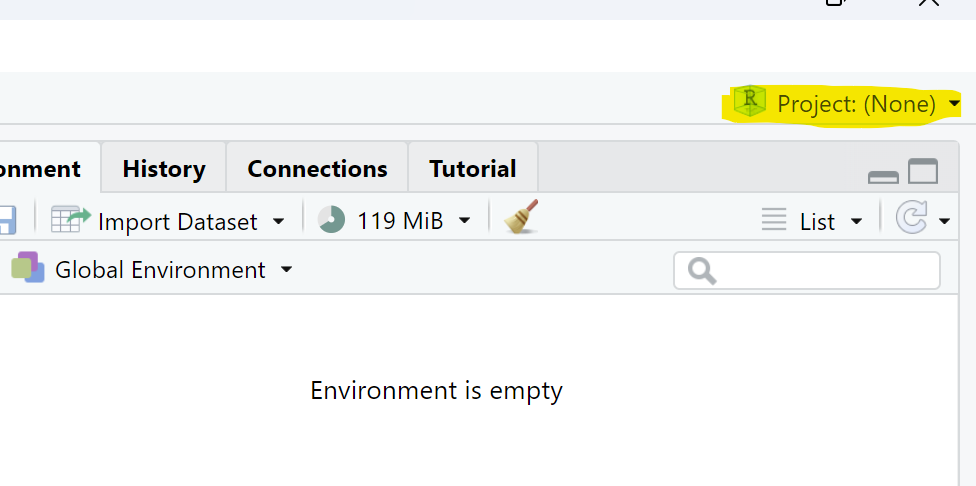 R Project: (None)
onment History Connections Tutorial
Import Dataset 119 MiB List
Global Environment
Environment is empty